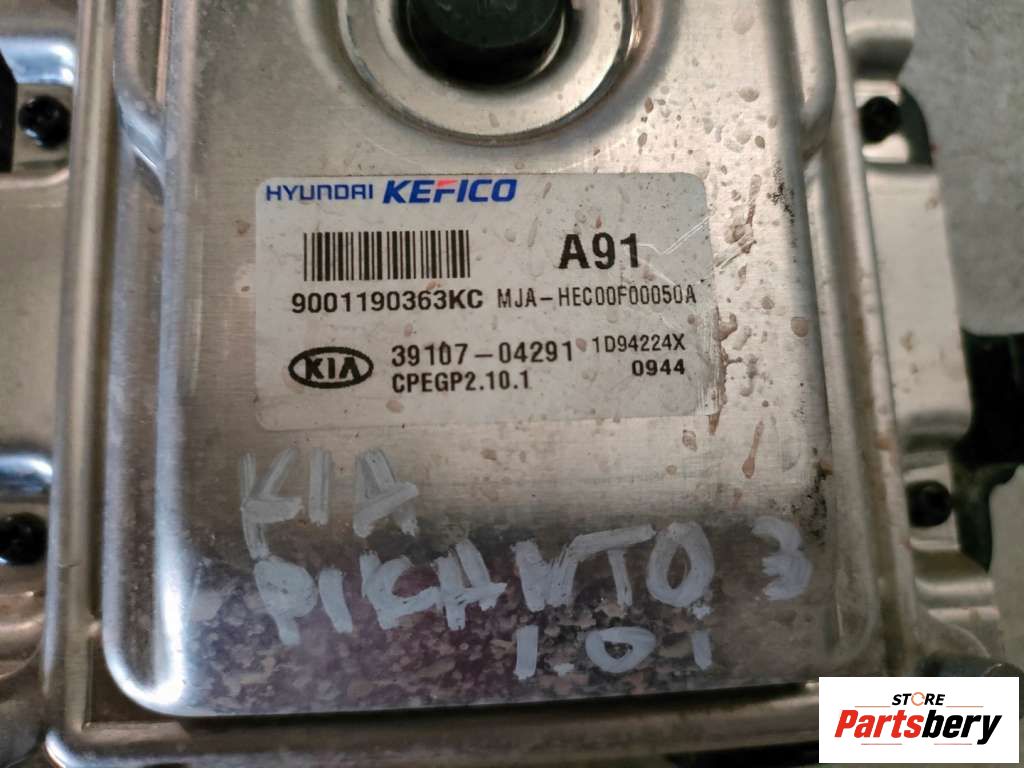 HYUNDAI KEFICO
A91
9001190363KC MJA-HEC00F00050A
KIA 39107-04291 1D94224X
CPEGP2.10.1 0944
KIA
PIKANTO 3
1.0i
STORE
Partsbery